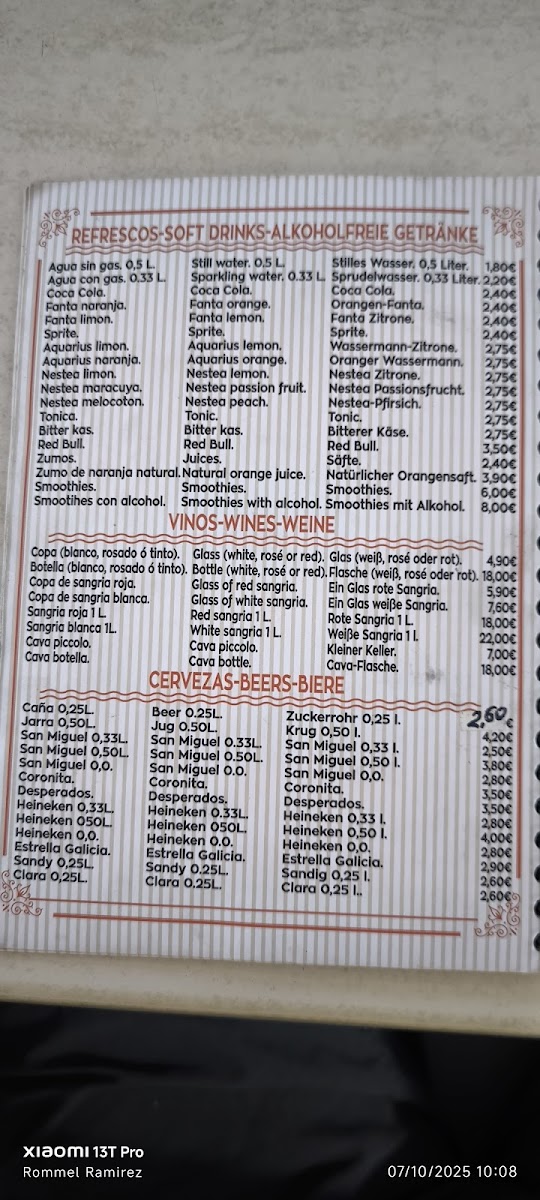 REFRESCOS-SOFT DRINKS-ALKOHOLFREIE GETRÄNKE
Agua sin gas. 0,5 L. Still water. 0.5 L. Stilles Wasser. 0,5 Liter. 1,80€
Agua con gas. 0.33 L. Sparkling water. 0.33 L. Sprudelwasser. 0,33 Liter. 2,20€
Coca Cola. Coca Cola. Coca Cola. 2,40€
Fanta naranja. Fanta orange. Orangen-Fanta. 2,40€
Fanta limon. Fanta lemon. Fanta Zitrone. 2,40€
Sprite. Sprite. Sprite. 2,40€
Aquarius limon. Aquarius lemon. Wassermann-Zitrone. 2,75€
Aquarius naranja. Aquarius orange. Oranger Wassermann. 2,75€
Nestea limon. Nestea lemon. Nestea Zitrone. 2,75€
Nestea maracuya. Nestea passion fruit. Nestea Passionsfrucht. 2,75€
Nestea melocoton. Nestea peach. Nestea-Pfirsich. 2,75€
Tonica. Tonic. Tonic. 2,75€
Bitter kas. Bitter kas. Bitterer Käse. 2,75€
Red Bull. Red Bull. Red Bull. 3,50€
Zumos. Juices. Säfte. 2,40€
Zumo de naranja natural. Natural orange juice. Natürlicher Orangensaft. 3,90€
Smoothies. Smoothies. Smoothies. 6,00€
Smootihes con alcohol. Smoothies with alcohol. Smoothies mit Alkohol. 8,00€
VINOS-WINES-WEINE
Copa (blanco, rosado ó tinto). Glass (white, rosé or red). Glas (weiß, rosé oder rot). 4,90€
Botella (blanco, rosado ó tinto). Bottle (white, rosé or red). Flasche (weiß, rosé oder rot). 18,00€
Copa de sangria roja. Glass of red sangria. Ein Glas rote Sangria. 5,90€
Copa de sangria blanca. Glass of white sangria. Ein Glas weiße Sangria. 7,60€
Sangria roja 1 L. Red sangria 1 L. Rote Sangria 1 L. 18,00€
Sangria blanca 1L. White sangria 1 L. Weiße Sangria 1 l. 22,00€
Cava piccolo. Cava piccolo. Kleiner Keller. 7,00€
Cava botella. Cava bottle. Cava-Flasche. 18,00€
CERVEZAS-BEERS-BIERE
Caña 0,25L. Beer 0.25L. Zuckerrohr 0,25 l. 2,60 €
Jarra 0,50L. Jug 0.50L. Krug 0,50 l. 4,20€
San Miguel 0,33L. San Miguel 0.33L. San Miguel 0,33 l. 2,50€
San Miguel 0,50L. San Miguel 0.50L. San Miguel 0,50 l. 3,80€
San Miguel 0,0. San Miguel 0.0. San Miguel 0,0. 2,80€
Coronita. Coronita. Coronita. 3,50€
Desperados. Desperados. Desperados. 3,50€
Heineken 0,33L. Heineken 0.33L. Heineken 0,33 l. 2,80€
Heineken 050L. Heineken 050L. Heineken 0,50 l. 4,00€
Heineken 0,0. Heineken 0.0. Heineken 0,0. 2,80€
Estrella Galicia. Estrella Galicia. Estrella Galicia. 2,90€
Sandy 0,25L. Sandy 0.25L. Sandig 0,25 l. 2,60€
Clara 0,25L. Clara 0.25L. Clara 0,25 l.. 2,60€
XIAOMI 13T Pro
Rommel Ramirez 07/10/2025 10:08